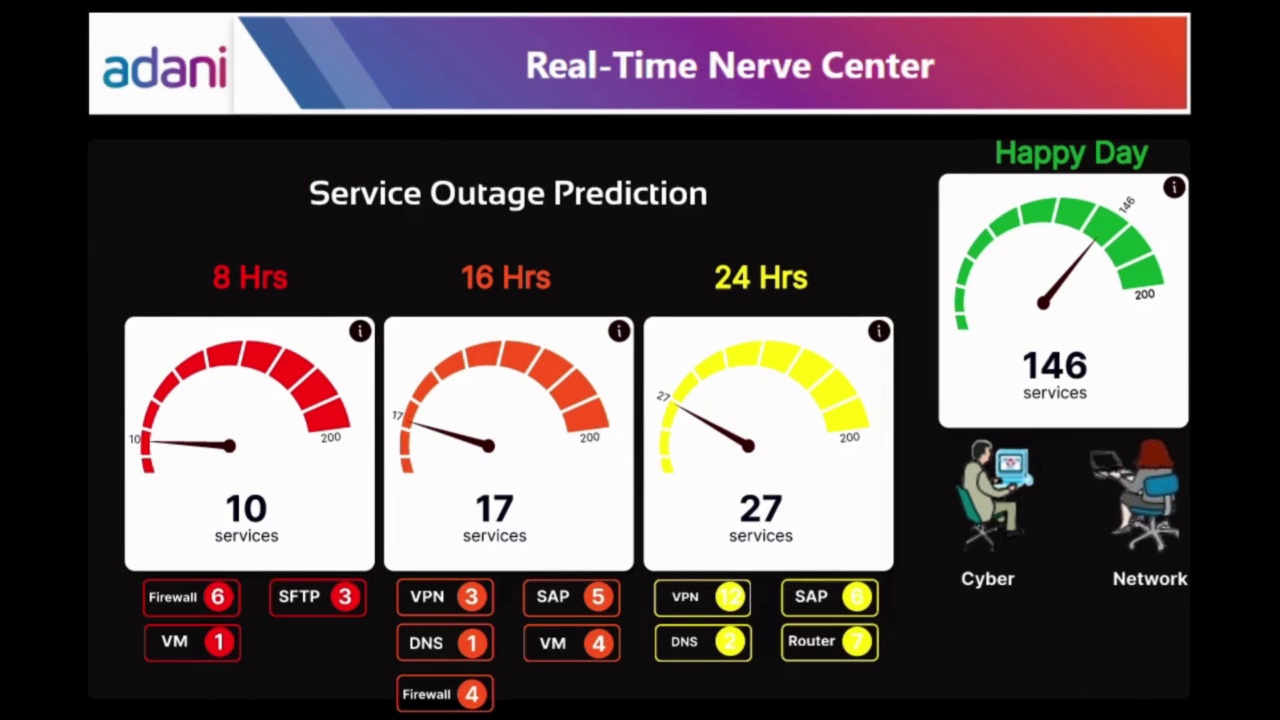 adani
Real-Time Nerve Center
Happy Day
Service Outage Prediction
8 Hrs
16 Hrs
24 Hrs
i
146
200
146
services
i
10
200
10
services
i
17
200
17
services
i
27
200
27
services
Cyber
Network
Firewall 6
SFTP 3
VM 1
VPN 3
SAP 5
DNS 1
VM 4
Firewall 4
VPN 12
SAP 6
DNS 2
Router 7